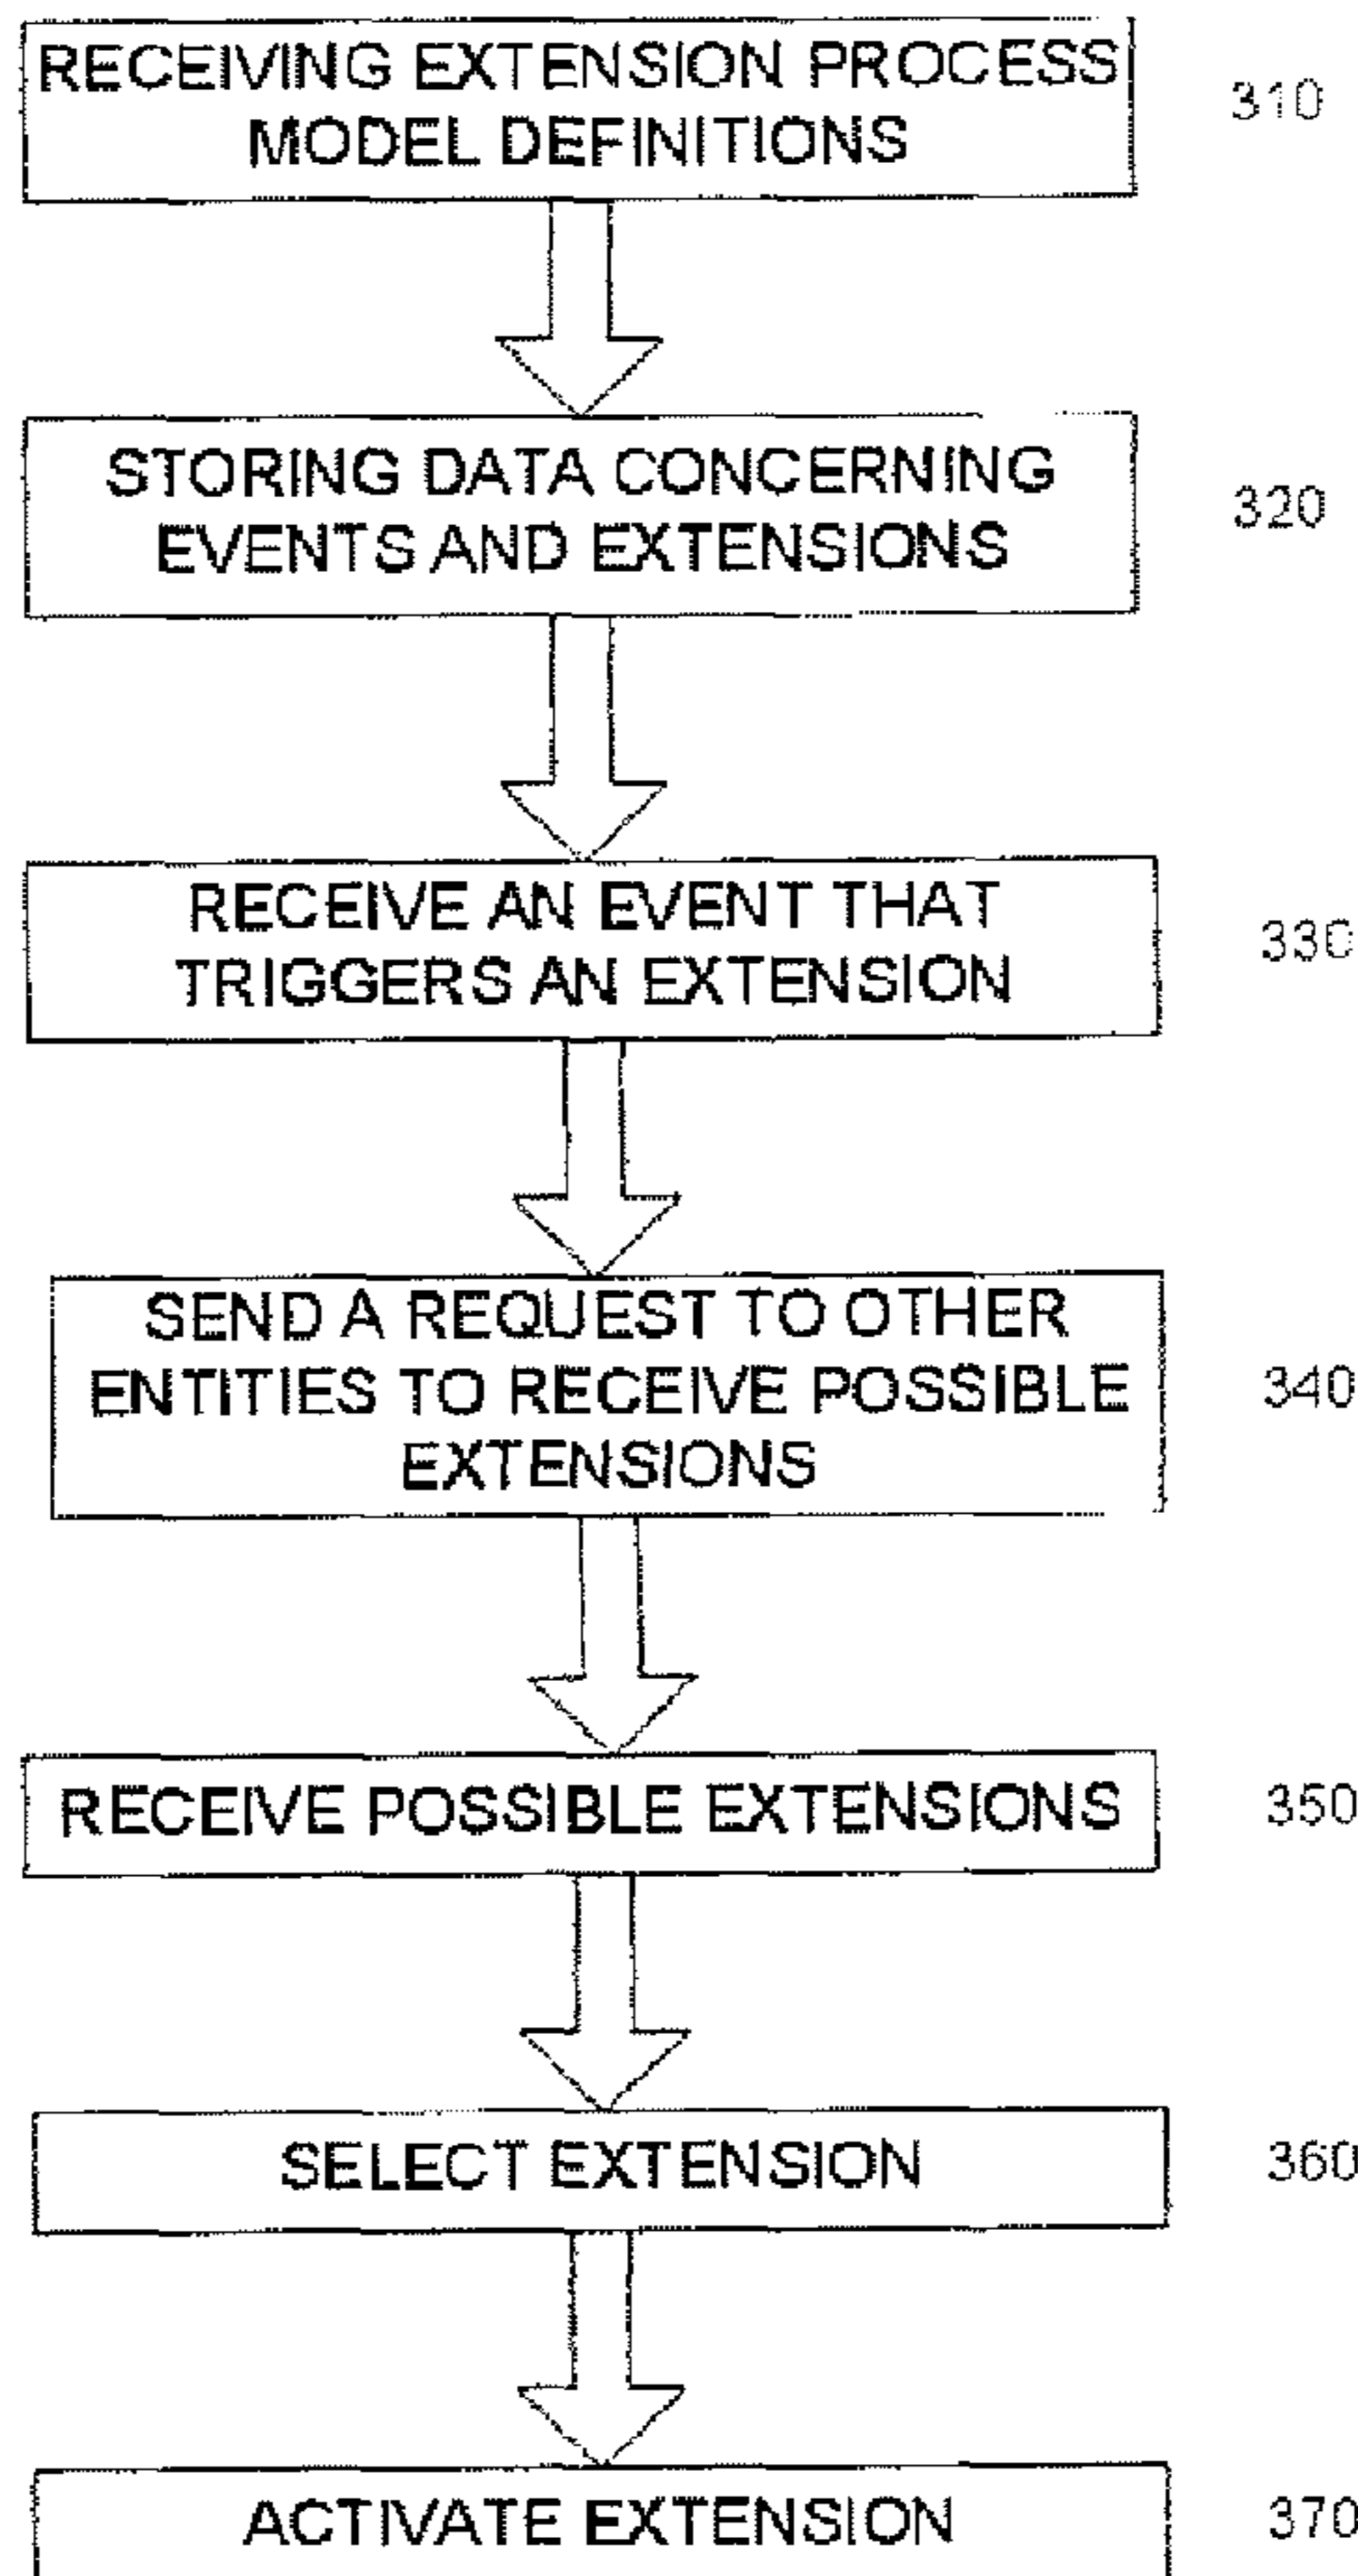 RECEIVING EXTENSION PROCESS
MODEL DEFINITIONS
310
STORING DATA CONCERNING
EVENTS AND EXTENSIONS
320
RECEIVE AN EVENT THAT
TRIGGERS AN EXTENSION
330
SEND A REQUEST TO OTHER
ENTITIES TO RECEIVE POSSIBLE
EXTENSIONS
340
RECEIVE POSSIBLE EXTENSIONS
350
SELECT EXTENSION
360
ACTIVATE EXTENSION
370